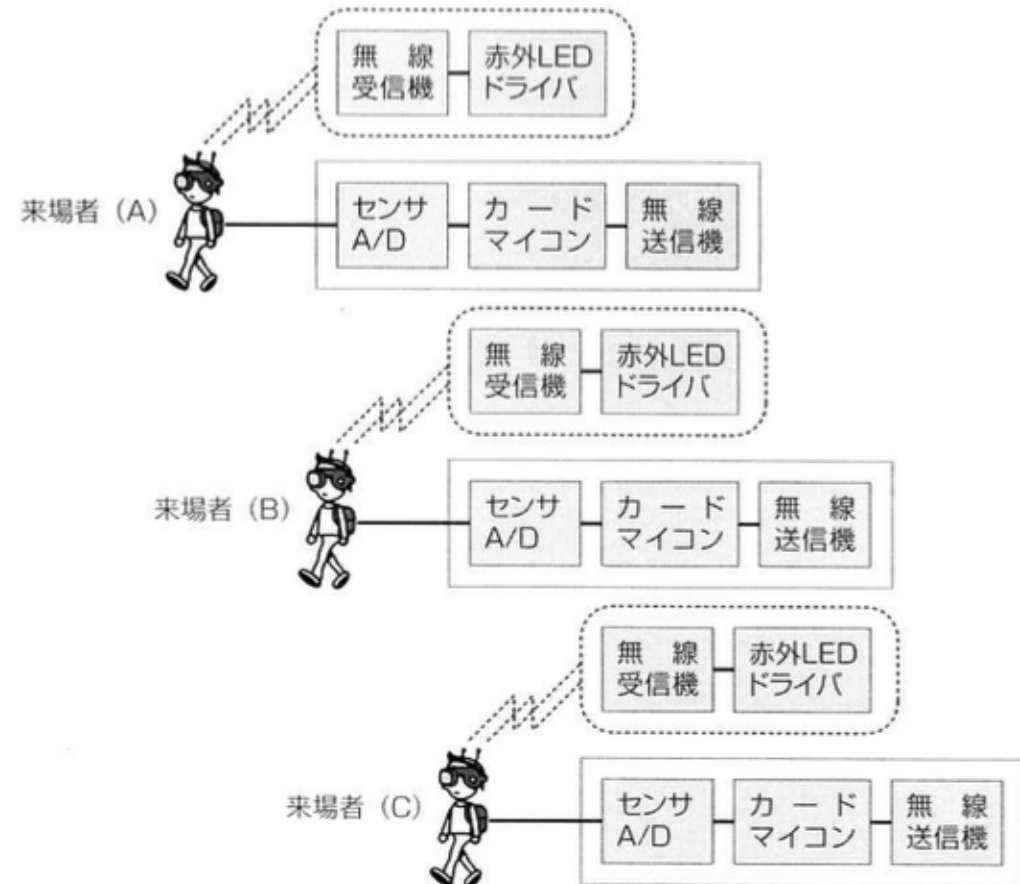 無線
受信機
赤外LED
ドライバ
来場者（A）
センサ
A/D
カード
マイコン
無線
送信機
無線
受信機
赤外LED
ドライバ
来場者（B）
センサ
A/D
カード
マイコン
無線
送信機
無線
受信機
赤外LED
ドライバ
来場者（C）
センサ
A/D
カード
マイコン
無線
送信機